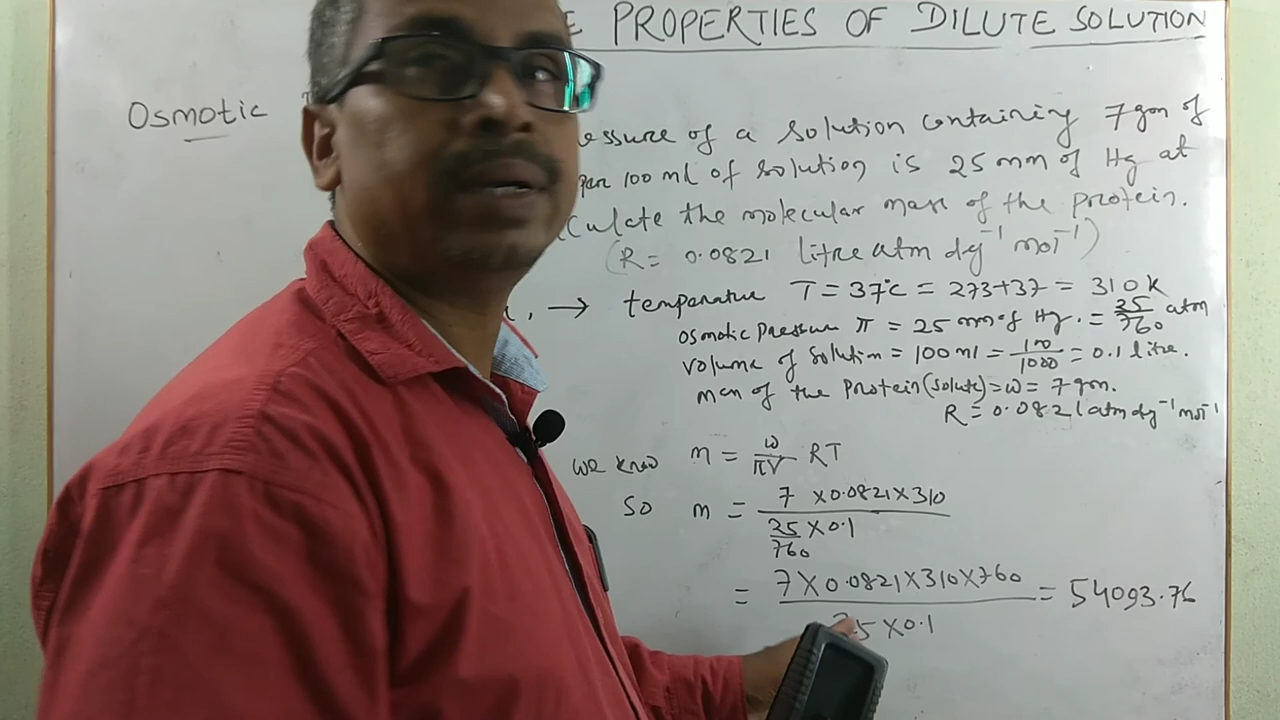 PROPERTIES OF DILUTE SOLUTION
Osmotic
essure of a solution containing 7 gm of
per 100 ml of solution is 25 mm of Hg at
culate the molecular mass of the protein.
(R = 0.0821 litre atm dg⁻¹ mol⁻¹)
→ temperature T = 37°C = 273+37 = 310 K
osmotic pressure π = 25 mm of Hg. = 25/760 atm
volume of solution = 100 ml = 100/1000 = 0.1 litre.
mass of the protein (solute) = w = 7 gm.
R = 0.082 l atm dg⁻¹ mol⁻¹
we know m = w/πV RT
So m = 7 X 0.0821 X 310 / 25/760 X 0.1
= 7 X 0.0821 X 310 X 760 / 25 X 0.1 = 54093.76